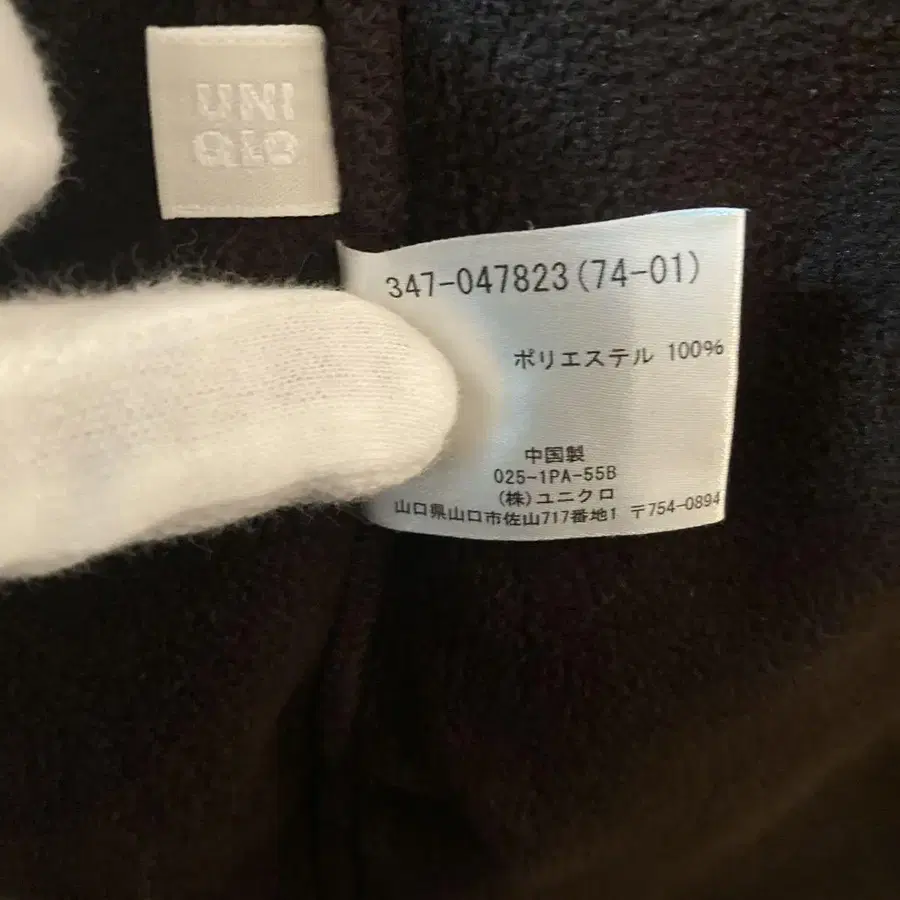 UNI
QLO
347-047823(74-01)
ポリエステル 100%
中国製
025-1PA-55B
(株)ユニクロ
山口県山口市佐山717番地1 〒754-0894